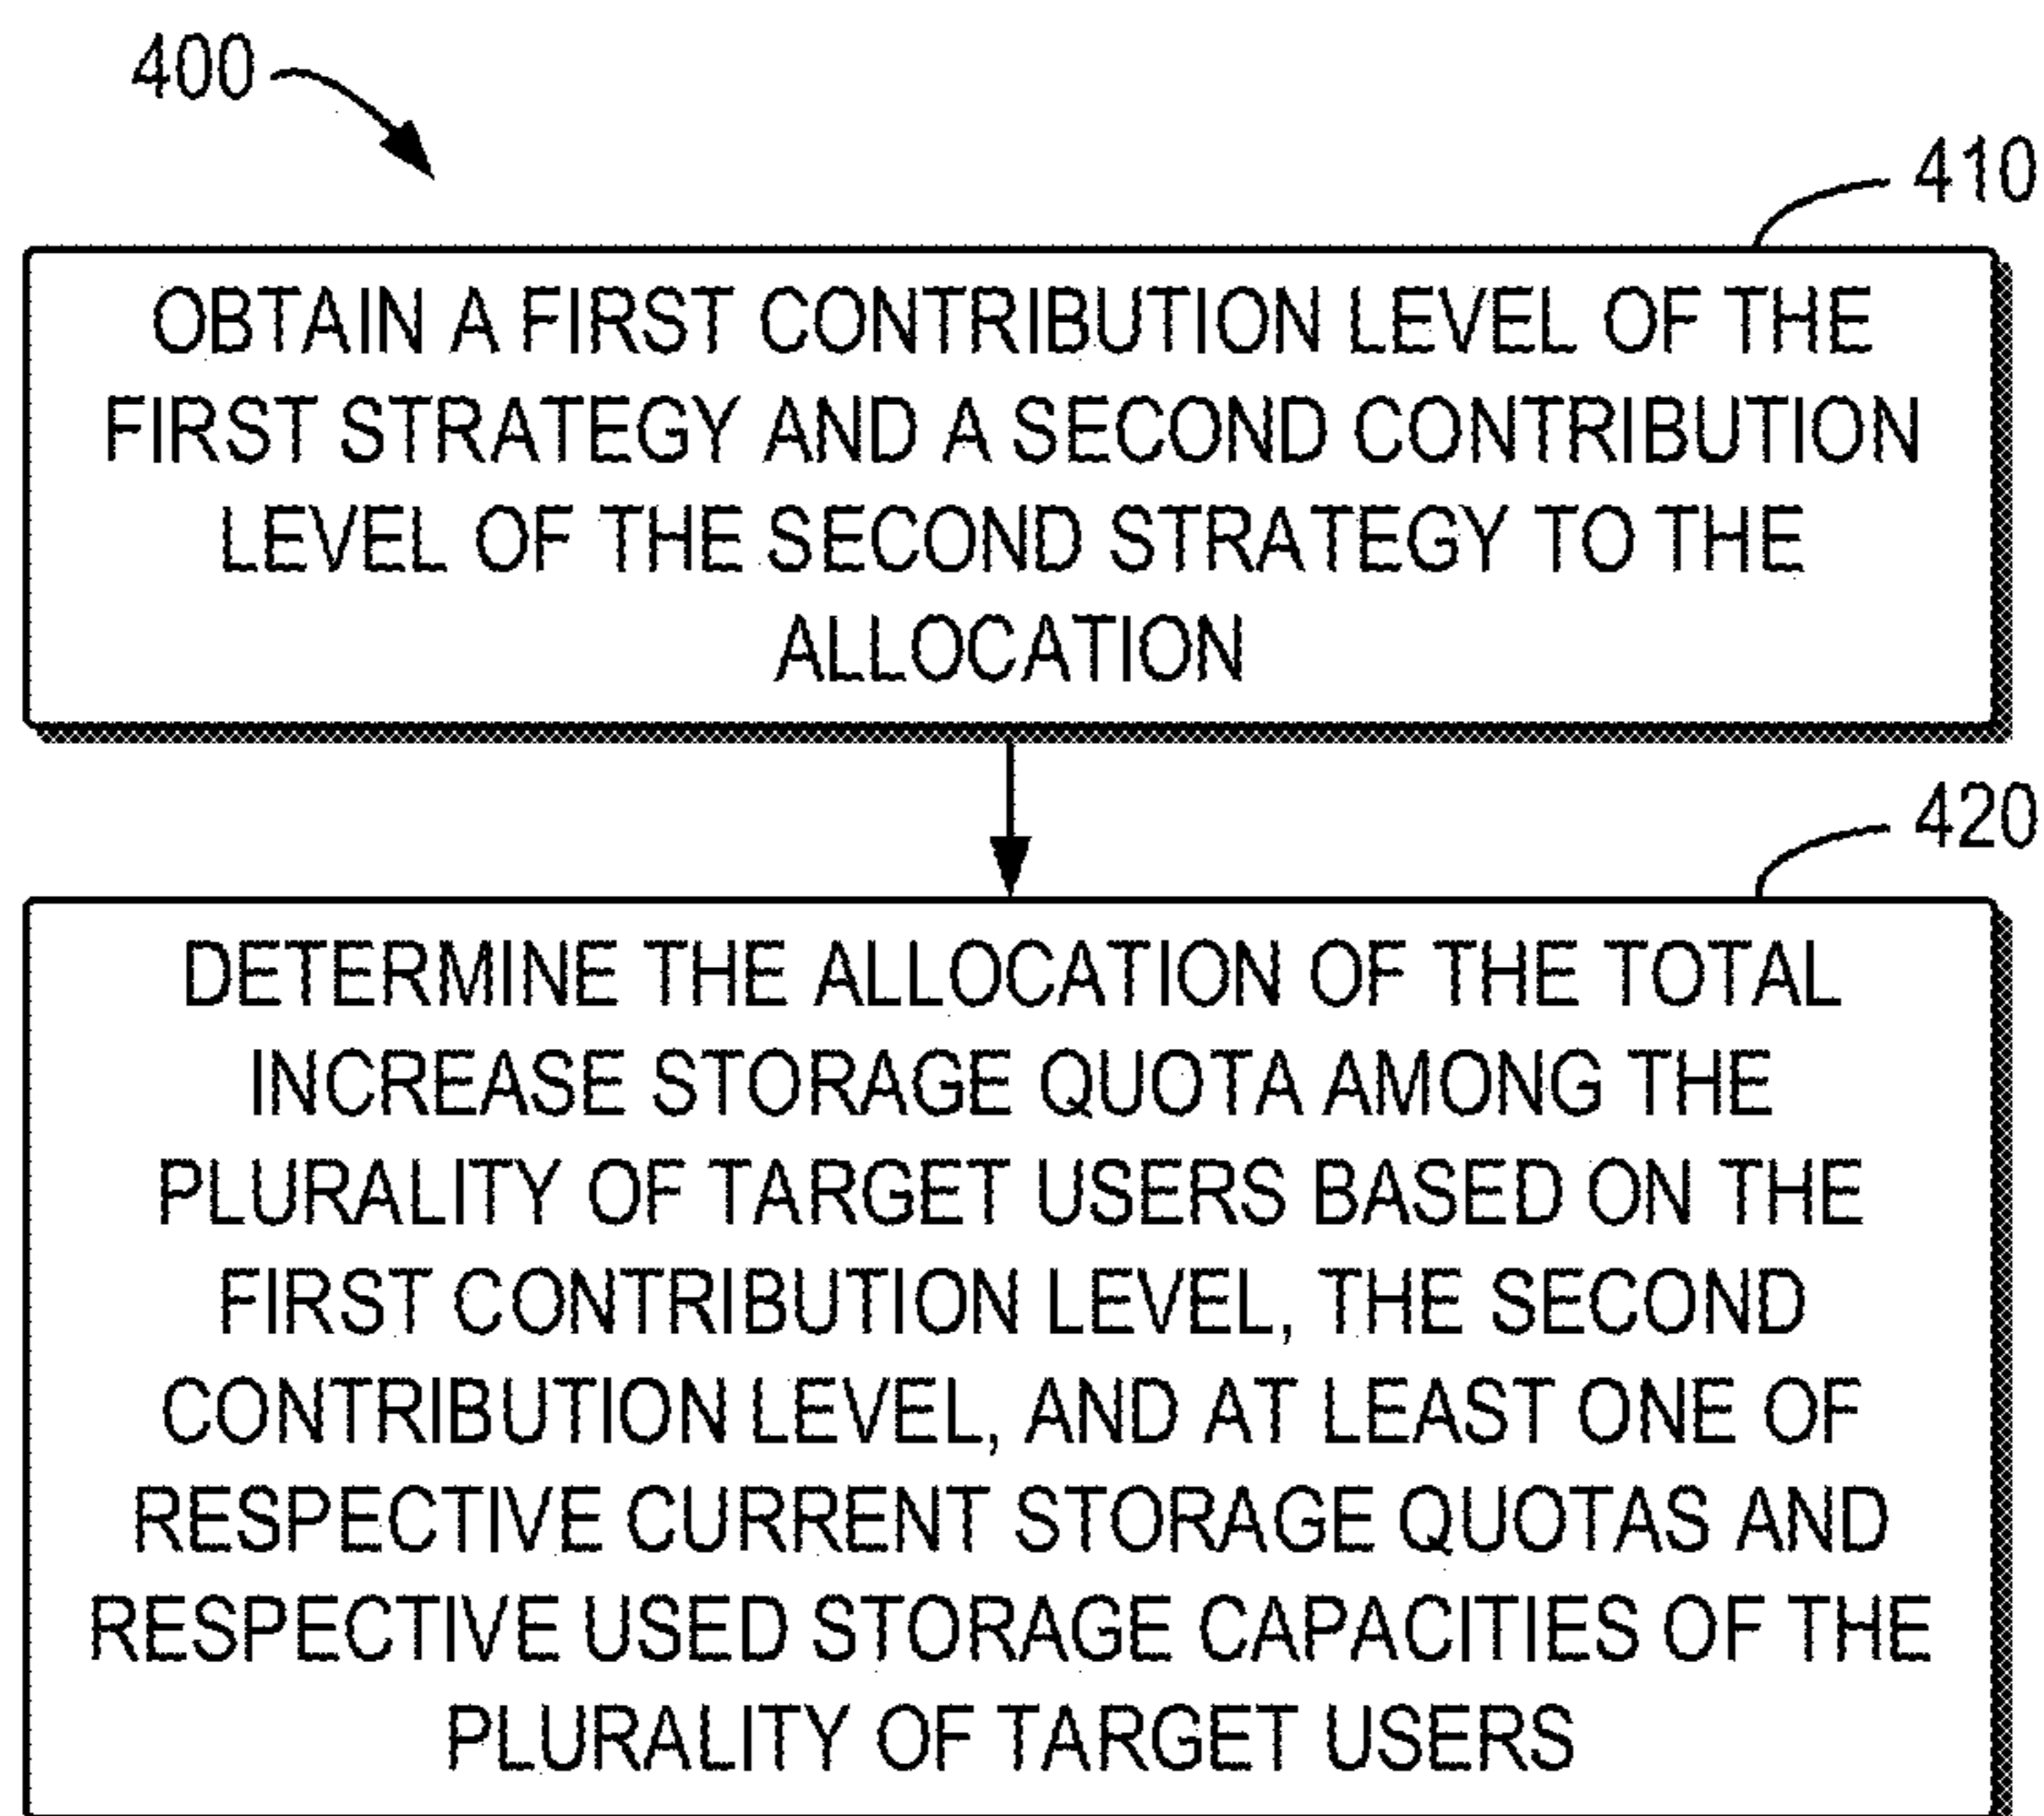 400
410
OBTAIN A FIRST CONTRIBUTION LEVEL OF THE
FIRST STRATEGY AND A SECOND CONTRIBUTION
LEVEL OF THE SECOND STRATEGY TO THE
ALLOCATION
420
DETERMINE THE ALLOCATION OF THE TOTAL
INCREASE STORAGE QUOTA AMONG THE
PLURALITY OF TARGET USERS BASED ON THE
FIRST CONTRIBUTION LEVEL, THE SECOND
CONTRIBUTION LEVEL, AND AT LEAST ONE OF
RESPECTIVE CURRENT STORAGE QUOTAS AND
RESPECTIVE USED STORAGE CAPACITIES OF THE
PLURALITY OF TARGET USERS